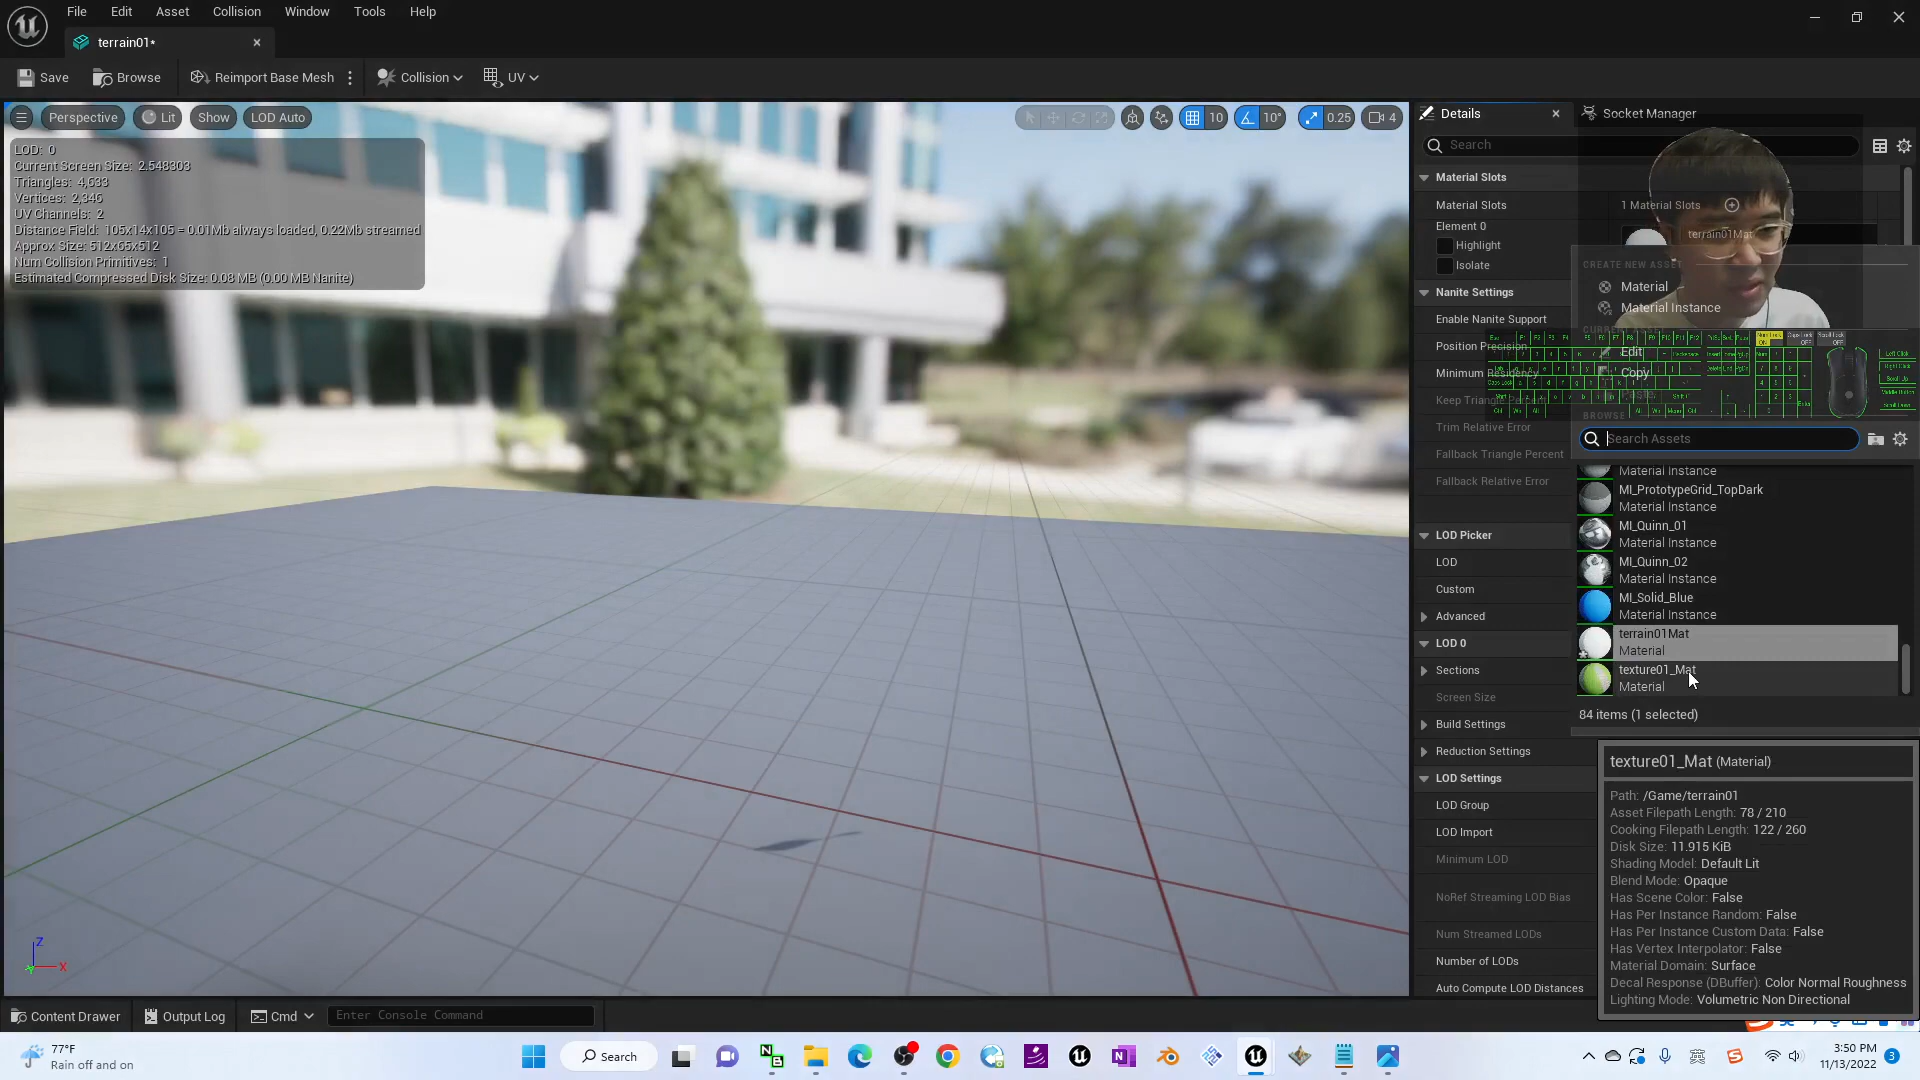 File Edit Asset Collision Window Tools Help
terrain01*
Save Browse Reimport Base Mesh Collision UV
Perspective Lit Show LOD Auto 10 10° 0.25 4
LOD: 0
Current Screen Size: 2.548303
Triangles: 4,633
Vertices: 2,346
UV Channels: 2
Distance Field: 105x14x105 = 0.01Mb always loaded, 0.22Mb streamed
Approx Size: 512x65x512
Num Collision Primitives: 1
Estimated Compressed Disk Size: 0.08 MB (0.00 MB Nanite)
Z
X
Details Socket Manager
Search
Material Slots
Material Slots 1 Material Slots
Element 0
terrain01Mat
Highlight
Isolate
CREATE NEW ASSET
Material
Material Instance
Nanite Settings
Enable Nanite Support
Position Precision
Minimum Residency
Keep Triangle Percent
Trim Relative Error
Fallback Triangle Percent
Fallback Relative Error
CURRENT ASSET
Edit
Copy
BROWSE
Search Assets
Material Instance
MI_PrototypeGrid_TopDark
Material Instance
MI_Quinn_01
Material Instance
MI_Quinn_02
Material Instance
MI_Solid_Blue
Material Instance
terrain01Mat
Material
texture01_Mat
Material
84 items (1 selected)
LOD Picker
LOD
Custom
Advanced
LOD 0
Sections
Screen Size
Build Settings
Reduction Settings
LOD Settings
LOD Group
LOD Import
Minimum LOD
NoRef Streaming LOD Bias
Num Streamed LODs
Number of LODs
Auto Compute LOD Distances
texture01_Mat (Material)
Path: /Game/terrain01
Asset Filepath Length: 78 / 210
Cooking Filepath Length: 122 / 260
Disk Size: 11.915 KiB
Shading Model: Default Lit
Blend Mode: Opaque
Has Scene Color: False
Has Per Instance Random: False
Has Per Instance Custom Data: False
Has Vertex Interpolator: False
Material Domain: Surface
Decal Response (DBuffer): Color Normal Roughness
Lighting Mode: Volumetric Non Directional
Content Drawer Output Log Cmd Enter Console Command
77°F
Rain off and on
Search
英
3:50 PM
11/13/2022
3